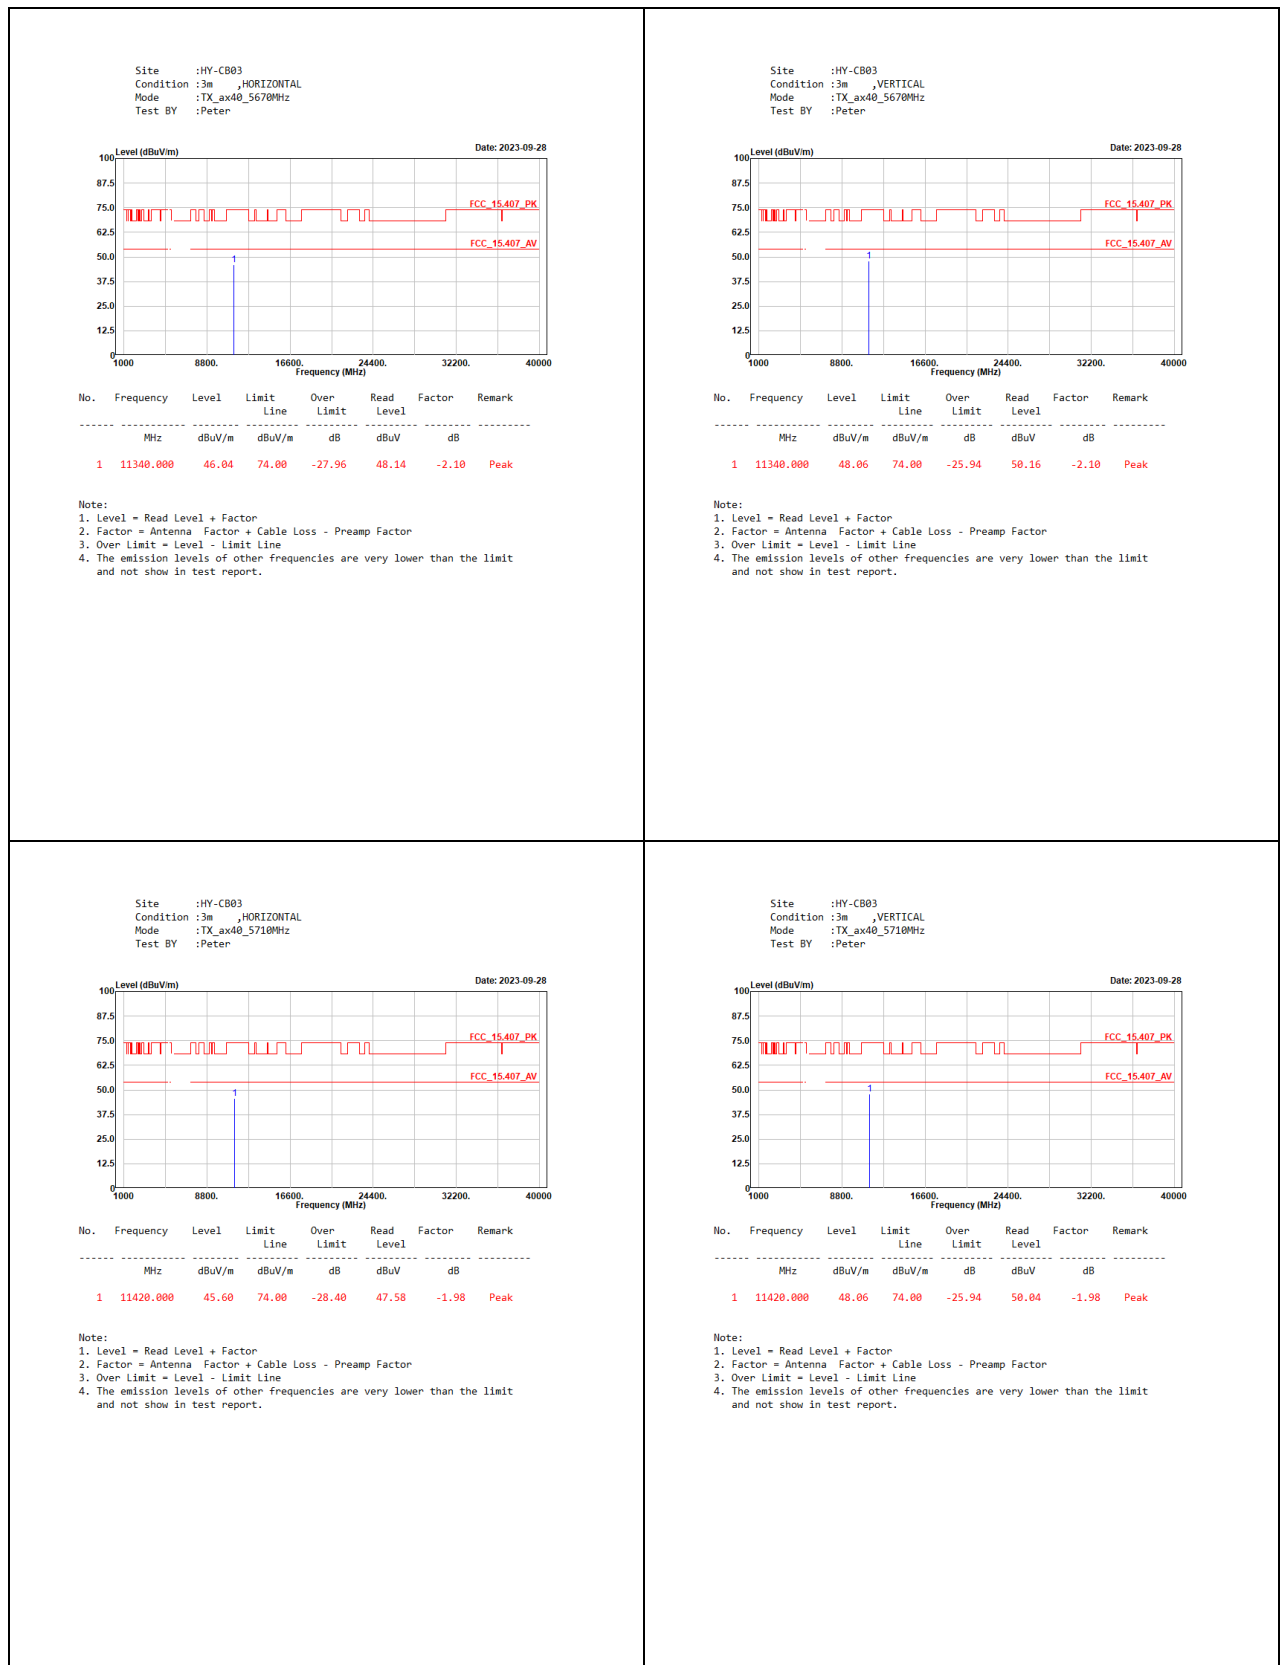 Site      :HY-CB03
Condition :3m    ,HORIZONTAL
Mode      :TX_ax40_5670MHz
Test BY   :Peter
Level (dBuV/m)
Date: 2023-09-28
100
87.5
75.0
62.5
50.0
37.5
25.0
12.5
0
FCC_15.407_PK
FCC_15.407_AV
1
1000 8800. 16600. 24400. 32200. 40000
Frequency (MHz)
No. Frequency Level Limit Over Read Factor Remark
Line Limit Level
------ ----------- -------- -------- --------- --------- -------- ---------
MHz dBuV/m dBuV/m dB dBuV dB
1 11340.000 46.04 74.00 -27.96 48.14 -2.10 Peak
Note:
1. Level = Read Level + Factor
2. Factor = Antenna  Factor + Cable Loss - Preamp Factor
3. Over Limit = Level - Limit Line
4. The emission levels of other frequencies are very lower than the limit
and not show in test report.
Site      :HY-CB03
Condition :3m    ,VERTICAL
Mode      :TX_ax40_5670MHz
Test BY   :Peter
Level (dBuV/m)
Date: 2023-09-28
100
87.5
75.0
62.5
50.0
37.5
25.0
12.5
0
FCC_15.407_PK
FCC_15.407_AV
1
1000 8800. 16600. 24400. 32200. 40000
Frequency (MHz)
No. Frequency Level Limit Over Read Factor Remark
Line Limit Level
------ ----------- -------- -------- --------- --------- -------- ---------
MHz dBuV/m dBuV/m dB dBuV dB
1 11340.000 48.06 74.00 -25.94 50.16 -2.10 Peak
Note:
1. Level = Read Level + Factor
2. Factor = Antenna  Factor + Cable Loss - Preamp Factor
3. Over Limit = Level - Limit Line
4. The emission levels of other frequencies are very lower than the limit
and not show in test report.
Site      :HY-CB03
Condition :3m    ,HORIZONTAL
Mode      :TX_ax40_5710MHz
Test BY   :Peter
Level (dBuV/m)
Date: 2023-09-28
100
87.5
75.0
62.5
50.0
37.5
25.0
12.5
0
FCC_15.407_PK
FCC_15.407_AV
1
1000 8800. 16600. 24400. 32200. 40000
Frequency (MHz)
No. Frequency Level Limit Over Read Factor Remark
Line Limit Level
------ ----------- -------- -------- --------- --------- -------- ---------
MHz dBuV/m dBuV/m dB dBuV dB
1 11420.000 45.60 74.00 -28.40 47.58 -1.98 Peak
Note:
1. Level = Read Level + Factor
2. Factor = Antenna  Factor + Cable Loss - Preamp Factor
3. Over Limit = Level - Limit Line
4. The emission levels of other frequencies are very lower than the limit
and not show in test report.
Site      :HY-CB03
Condition :3m    ,VERTICAL
Mode      :TX_ax40_5710MHz
Test BY   :Peter
Level (dBuV/m)
Date: 2023-09-28
100
87.5
75.0
62.5
50.0
37.5
25.0
12.5
0
FCC_15.407_PK
FCC_15.407_AV
1
1000 8800. 16600. 24400. 32200. 40000
Frequency (MHz)
No. Frequency Level Limit Over Read Factor Remark
Line Limit Level
------ ----------- -------- -------- --------- --------- -------- ---------
MHz dBuV/m dBuV/m dB dBuV dB
1 11420.000 48.06 74.00 -25.94 50.04 -1.98 Peak
Note:
1. Level = Read Level + Factor
2. Factor = Antenna  Factor + Cable Loss - Preamp Factor
3. Over Limit = Level - Limit Line
4. The emission levels of other frequencies are very lower than the limit
and not show in test report.